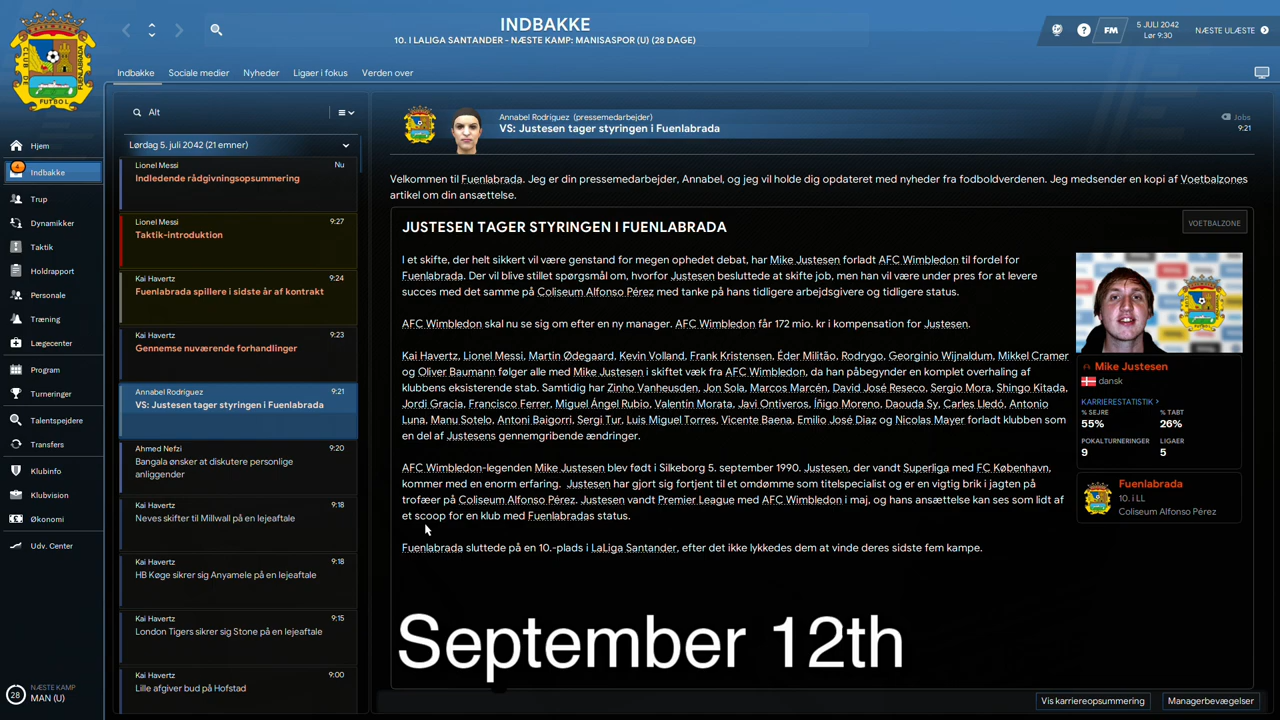 INDBAKKE
10. I LALIGA SANTANDER - NÆSTE KAMP: MANISASPOR (U) (28 DAGE)
FM
5 JULI 2042
Lør 9:30
NÆSTE ULÆSTE
Indbakke
Sociale medier
Nyheder
Ligaer i fokus
Verden over
CLUB DE
FUENLABRADA
FUTBOL
Hjem
4
Indbakke
Trup
Dynamikker
Taktik
Holdrapport
Personale
Træning
Lægecenter
Program
Turneringer
Talentspejdere
Transfers
Klubinfo
Klubvision
Økonomi
Udv. Center
28
NÆSTE KAMP
MAN (U)
Alt
Lørdag 5. juli 2042 (21 emner)
Lionel Messi
Nu
Indledende rådgivningsopsummering
Lionel Messi
9:27
Taktik-introduktion
Kai Havertz
9:24
Fuenlabrada spillere i sidste år af kontrakt
Kai Havertz
9:23
Gennemse nuværende forhandlinger
Annabel Rodríguez
9:21
VS: Justesen tager styringen i Fuenlabrada
Ahmed Nefzi
9:20
Bangala ønsker at diskutere personlige
anliggender
Kai Havertz
9:18
Neves skifter til Millwall på en lejeaftale
Kai Havertz
9:18
HB Køge sikrer sig Anyamele på en lejeaftale
Kai Havertz
9:15
London Tigers sikrer sig Stone på en lejeaftale
Kai Havertz
9:00
Lille afgiver bud på Hofstad
Annabel Rodríguez (pressemedarbejder)
VS: Justesen tager styringen i Fuenlabrada
Jobs
9:21
Velkommen til Fuenlabrada. Jeg er din pressemedarbejder, Annabel, og jeg vil holde dig opdateret med nyheder fra fodboldverdenen. Jeg medsender en kopi af Voetbalzones
artikel om din ansættelse.
JUSTESEN TAGER STYRINGEN I FUENLABRADA
VOETBALZONE
I et skifte, der helt sikkert vil være genstand for megen ophedet debat, har Mike Justesen forladt AFC Wimbledon til fordel for
Fuenlabrada. Der vil blive stillet spørgsmål om, hvorfor Justesen besluttede at skifte job, men han vil være under pres for at levere
succes med det samme på Coliseum Alfonso Pérez med tanke på hans tidligere arbejdsgivere og tidligere status.
AFC Wimbledon skal nu se sig om efter en ny manager. AFC Wimbledon får 172 mio. kr i kompensation for Justesen.
Kai Havertz, Lionel Messi, Martin Ødegaard, Kevin Volland, Frank Kristensen, Éder Militão, Rodrygo, Georginio Wijnaldum, Mikkel Cramer
og Oliver Baumann følger alle med Mike Justesen i skiftet væk fra AFC Wimbledon, da han påbegynder en komplet overhaling af
klubbens eksisterende stab. Samtidig har Zinho Vanheusden, Jon Sola, Marcos Marcén, David José Reseco, Sergio Mora, Shingo Kitada,
Jordi Gracia, Francisco Ferrer, Miguel Ángel Rubio, Valentín Morata, Javi Ontiveros, Íñigo Moreno, Daouda Sy, Carles Lledó, Antonio
Luna, Manu Sotelo, Antoni Baigorri, Sergi Tur, Luis Miguel Torres, Vicente Baena, Emilio José Díaz og Nicolas Mayer forladt klubben som
en del af Justesens gennemgribende ændringer.
AFC Wimbledon-legenden Mike Justesen blev født i Silkeborg 5. september 1990. Justesen, der vandt Superliga med FC København,
kommer med en enorm erfaring. Justesen har gjort sig fortjent til et omdømme som titelspecialist og er en vigtig brik i jagten på
trofæer på Coliseum Alfonso Pérez. Justesen vandt Premier League med AFC Wimbledon i maj, og hans ansættelse kan ses som lidt af
et scoop for en klub med Fuenlabradas status.
Fuenlabrada sluttede på en 10.-plads i LaLiga Santander, efter det ikke lykkedes dem at vinde deres sidste fem kampe.
Mike Justesen
dansk
KARRIERESTATISTIK >
% SEJRE
% TABT
55%
26%
POKALTURNERINGER
LIGAER
9
5
Fuenlabrada
10. i LL
Coliseum Alfonso Pérez
September 12th
Vis karriereopsummering
Managerbevægelser